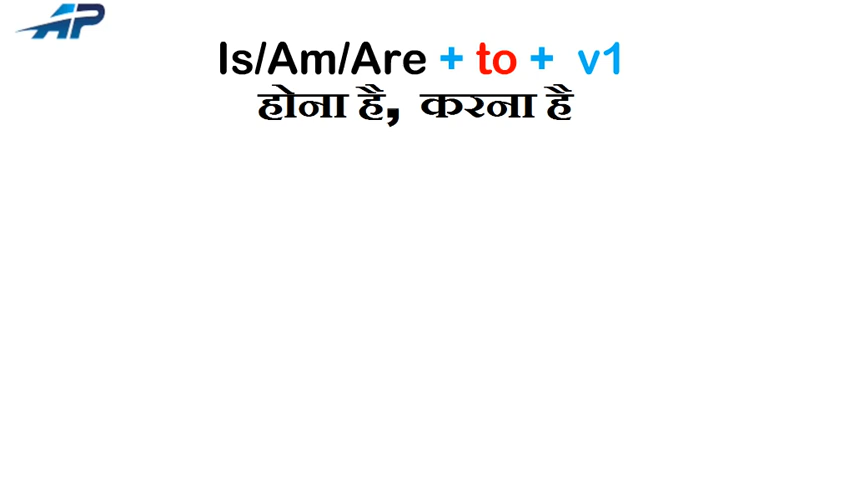 AP
Is/Am/Are + to + v1
होना है, करना है